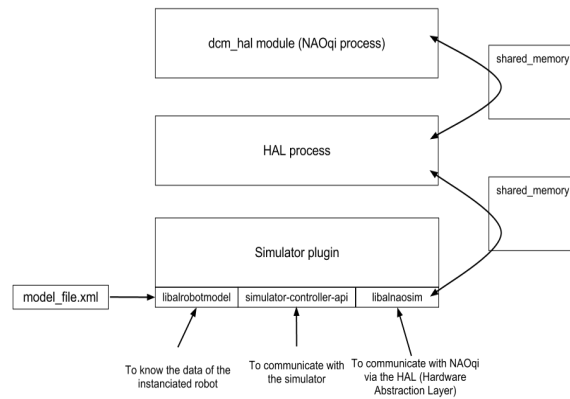 dcm_hal module (NAOqi process)
shared_memory
HAL process
shared_memory
Simulator plugin
model_file.xml
libalrobotmodel
simulator-controller-api
libalnaosim
To know the data of the
instanciated robot
To communicate with
the simulator
To communicate with NAOqi
via the HAL (Hardware
Abstraction Layer)